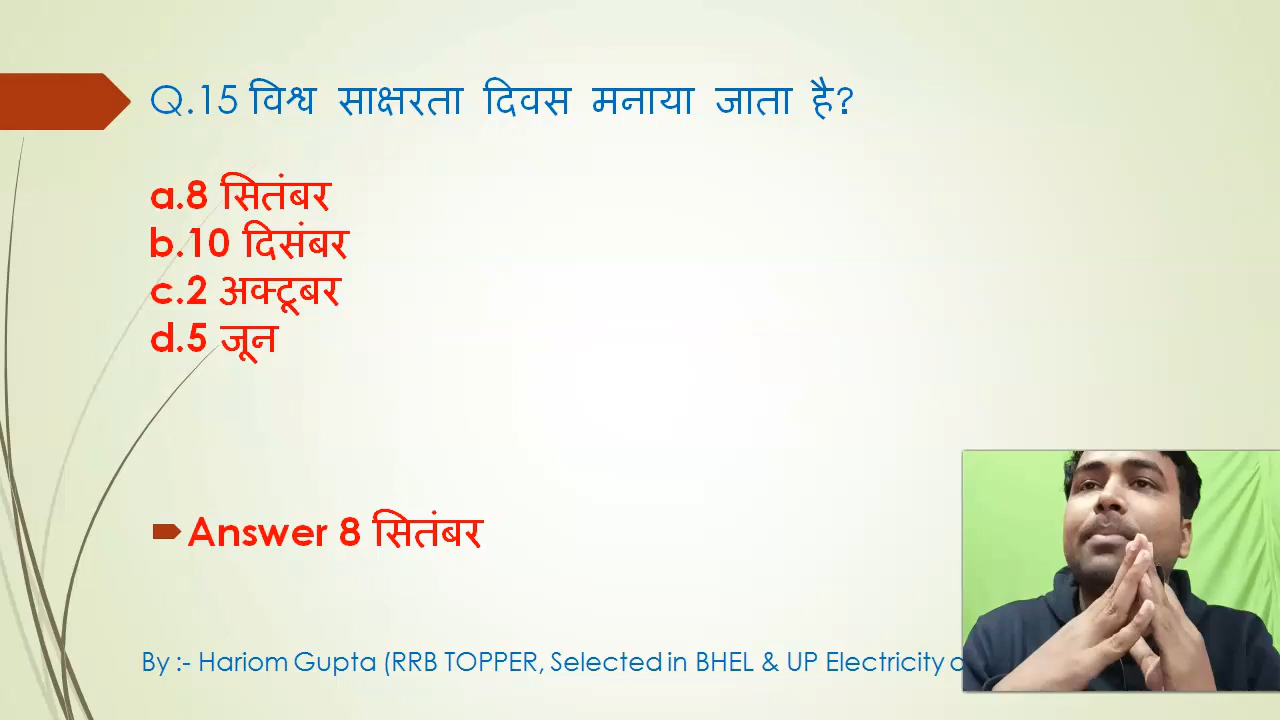 Q.15 विश्व साक्षरता दिवस मनाया जाता है?
a.8 सितंबर
b.10 दिसंबर
c.2 अक्टूबर
d.5 जून
Answer 8 सितंबर
By :- Hariom Gupta (RRB TOPPER, Selected in BHEL & UP Electricity